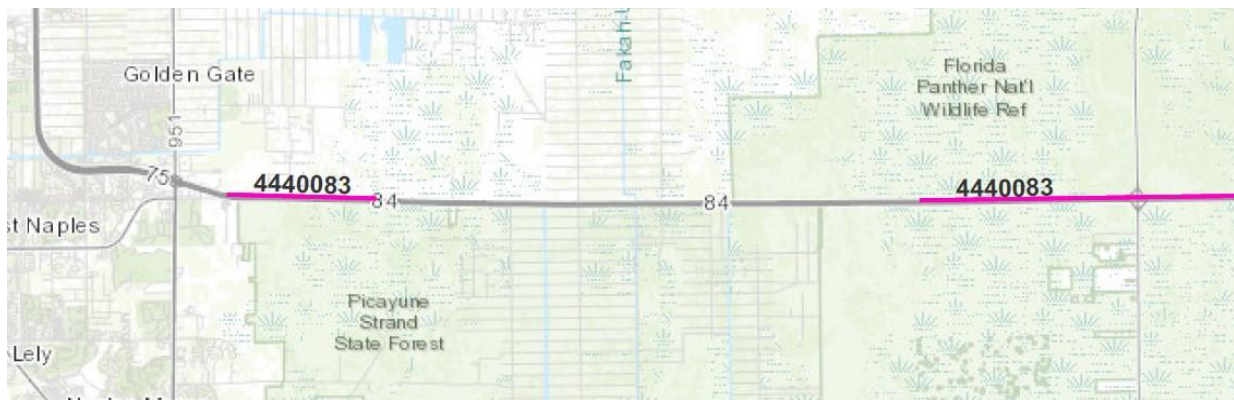 Fakah-U
Florida
Panther Nat'l
Wildlife Ref
Golden Gate
951
75
4440083
84
84
4440083
st Naples
Picayune
Strand
State Forest
Lely